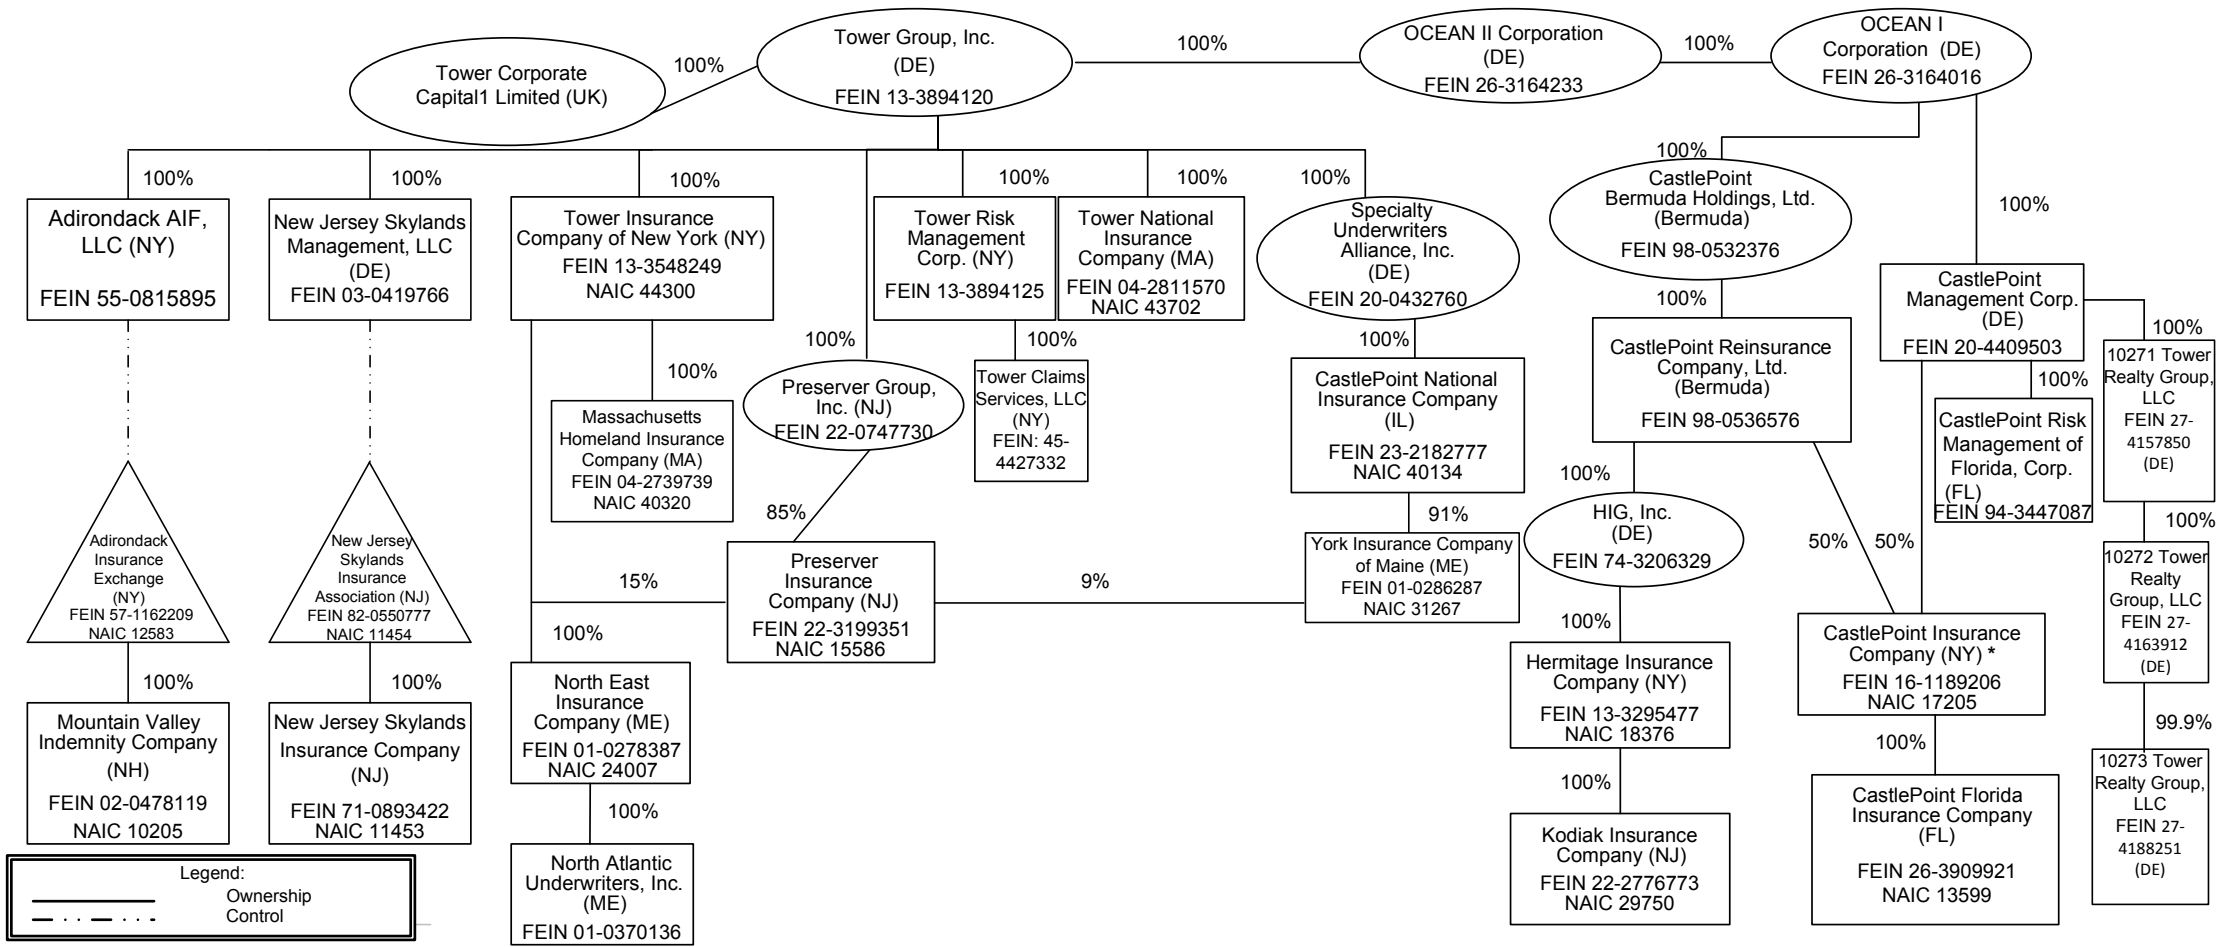 Tower Group, Inc.
(DE)
FEIN 13-3894120
100%
OCEAN II Corporation
(DE)
FEIN 26-3164233
100%
OCEAN I
Corporation (DE)
FEIN 26-3164016
Tower Corporate
Capital1 Limited (UK)
100%
100%
Adirondack AIF,
LLC (NY)
FEIN 55-0815895
100%
New Jersey Skylands
Management, LLC
(DE)
FEIN 03-0419766
100%
Tower Insurance
Company of New York (NY)
FEIN 13-3548249
NAIC 44300
100%
Tower Risk
Management
Corp. (NY)
FEIN 13-3894125
100%
Tower National
Insurance
Company (MA)
FEIN 04-2811570
NAIC 43702
100%
Specialty
Underwriters
Alliance, Inc.
(DE)
FEIN 20-0432760
100%
CastlePoint
Bermuda Holdings, Ltd.
(Bermuda)
FEIN 98-0532376
100%
CastlePoint
Management Corp.
(DE)
FEIN 20-4409503
100%
Massachusetts
Homeland Insurance
Company (MA)
FEIN 04-2739739
NAIC 40320
100%
Preserver Group,
Inc. (NJ)
FEIN 22-0747730
100%
Tower Claims
Services, LLC
(NY)
FEIN: 45-
4427332
100%
CastlePoint National
Insurance Company
(IL)
FEIN 23-2182777
NAIC 40134
100%
CastlePoint Reinsurance
Company, Ltd.
(Bermuda)
FEIN 98-0536576
100%
CastlePoint Risk
Management of
Florida, Corp.
(FL)
FEIN 94-3447087
100%
10271 Tower
Realty Group,
LLC
FEIN 27-
4157850
(DE)
Adirondack
Insurance
Exchange
(NY)
FEIN 57-1162209
NAIC 12583
New Jersey
Skylands
Insurance
Association (NJ)
FEIN 82-0550777
NAIC 11454
85%
15%
Preserver
Insurance
Company (NJ)
FEIN 22-3199351
NAIC 15586
9%
91%
York Insurance Company
of Maine (ME)
FEIN 01-0286287
NAIC 31267
100%
HIG, Inc.
(DE)
FEIN 74-3206329
50%
50%
100%
10272 Tower
Realty
Group, LLC
FEIN 27-
4163912
(DE)
100%
Mountain Valley
Indemnity Company
(NH)
FEIN 02-0478119
NAIC 10205
100%
New Jersey Skylands
Insurance Company
(NJ)
FEIN 71-0893422
NAIC 11453
100%
North East
Insurance
Company (ME)
FEIN 01-0278387
NAIC 24007
100%
Hermitage Insurance
Company (NY)
FEIN 13-3295477
NAIC 18376
CastlePoint Insurance
Company (NY) *
FEIN 16-1189206
NAIC 17205
99.9%
10273 Tower
Realty Group,
LLC
FEIN 27-
4188251
(DE)
100%
North Atlantic
Underwriters, Inc.
(ME)
FEIN 01-0370136
100%
Kodiak Insurance
Company (NJ)
FEIN 22-2776773
NAIC 29750
100%
CastlePoint Florida
Insurance Company
(FL)
FEIN 26-3909921
NAIC 13599
Legend:
Ownership
Control